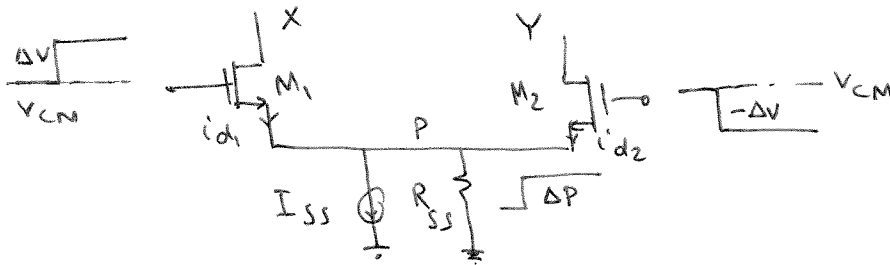 X
Y
ΔV
V_CM
M_1
i_d1
P
M_2
i_d2
V_CM
-ΔV
I_SS
R_SS
ΔP